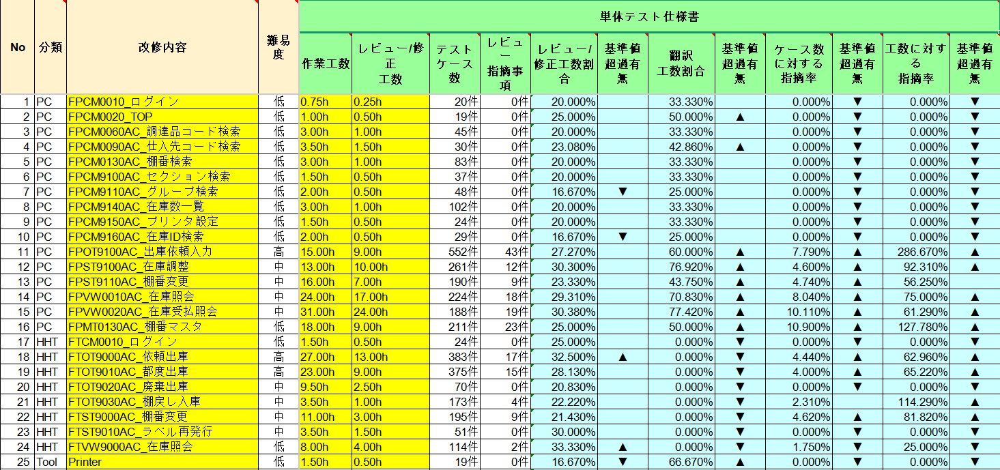 単体テスト仕様書
No 分類 改修内容 難易度 作業工数 レビュー/修正工数 テストケース数 レビュー指摘事項 レビュー/修正工数割合 基準値超過有無 翻訳工数割合 基準値超過有無 ケース数に対する指摘率 基準値超過有無 工数に対する指摘率 基準値超過有無
1 PC FPCM0010_ログイン 低 0.75h 0.25h 20件 0件 20.000% 33.330% 0.000% ▼ 0.000% ▼
2 PC FPCM0020_TOP 低 1.00h 0.50h 19件 0件 25.000% 50.000% ▲ 0.000% ▼ 0.000% ▼
3 PC FPCM0060AC_調達品コード検索 低 3.00h 1.00h 45件 0件 20.000% 33.330% 0.000% ▼ 0.000% ▼
4 PC FPCM0090AC_仕入先コード検索 低 3.50h 1.50h 30件 0件 23.080% 42.860% ▲ 0.000% ▼ 0.000% ▼
5 PC FPCM0130AC_棚番検索 低 3.00h 1.00h 83件 0件 20.000% 33.330% 0.000% ▼ 0.000% ▼
6 PC FPCM9100AC_セクション検索 低 1.50h 0.50h 37件 0件 20.000% 33.330% 0.000% ▼ 0.000% ▼
7 PC FPCM9110AC_グループ検索 低 2.00h 0.50h 48件 0件 16.670% ▼ 25.000% 0.000% ▼ 0.000% ▼
8 PC FPCM9140AC_在庫数一覧 低 3.00h 1.00h 102件 0件 20.000% 33.330% 0.000% ▼ 0.000% ▼
9 PC FPCM9150AC_プリンタ設定 低 1.50h 0.50h 24件 0件 20.000% 33.330% 0.000% ▼ 0.000% ▼
10 PC FPCM9160AC_在庫ID検索 低 2.00h 0.50h 29件 0件 16.670% ▼ 25.000% 0.000% ▼ 0.000% ▼
11 PC FPOT9100AC_出庫依頼入力 高 15.00h 9.00h 552件 43件 27.270% 60.000% ▲ 7.790% ▲ 286.670% ▲
12 PC FPST9100AC_在庫調整 中 13.00h 10.00h 261件 12件 30.300% 76.920% ▲ 4.600% ▲ 92.310% ▲
13 PC FPST9110AC_棚番変更 中 16.00h 7.00h 190件 9件 23.330% 43.750% ▲ 4.740% ▲ 56.250%
14 PC FPVW0010AC_在庫照会 中 24.00h 17.00h 224件 18件 29.310% 70.830% ▲ 8.040% ▲ 75.000% ▲
15 PC FPVW0020AC_在庫受払照会 中 31.00h 24.00h 188件 19件 30.380% 77.420% ▲ 10.110% ▲ 61.290% ▲
16 PC FPMT0130AC_棚番マスタ 低 18.00h 9.00h 211件 23件 25.000% 50.000% ▲ 10.900% ▲ 127.780% ▲
17 HHT FTCM0010_ログイン 低 1.50h 0.50h 24件 0件 25.000% 0.000% ▼ 0.000% ▼ 0.000% ▼
18 HHT FTOT9000AC_依頼出庫 高 27.00h 13.00h 383件 17件 32.500% ▲ 0.000% ▼ 4.440% ▲ 62.960% ▲
19 HHT FTOT9010AC_都度出庫 高 23.00h 9.00h 375件 15件 28.130% 0.000% ▼ 4.000% ▲ 65.220% ▲
20 HHT FTOT9020AC_廃棄出庫 中 9.50h 2.50h 70件 0件 20.830% 0.000% ▼ 0.000% ▼ 0.000% ▼
21 HHT FTOT9030AC_棚戻し入庫 中 3.50h 1.00h 173件 4件 22.220% 0.000% ▼ 2.310% 114.290% ▲
22 HHT FTST9000AC_棚番変更 中 11.00h 3.00h 195件 9件 21.430% 0.000% ▼ 4.620% ▲ 81.820% ▲
23 HHT FTST9010AC_ラベル再発行 中 3.50h 1.50h 51件 0件 30.000% 0.000% ▼ 0.000% ▼ 0.000% ▼
24 HHT FTVW9000AC_在庫照会 低 8.00h 4.00h 114件 2件 33.330% ▲ 0.000% ▼ 1.750% ▼ 25.000% ▲
25 Tool Printer 低 1.50h 0.50h 19件 0件 16.670% ▼ 66.670% ▲ 0.000% ▼ 0.000% ▼